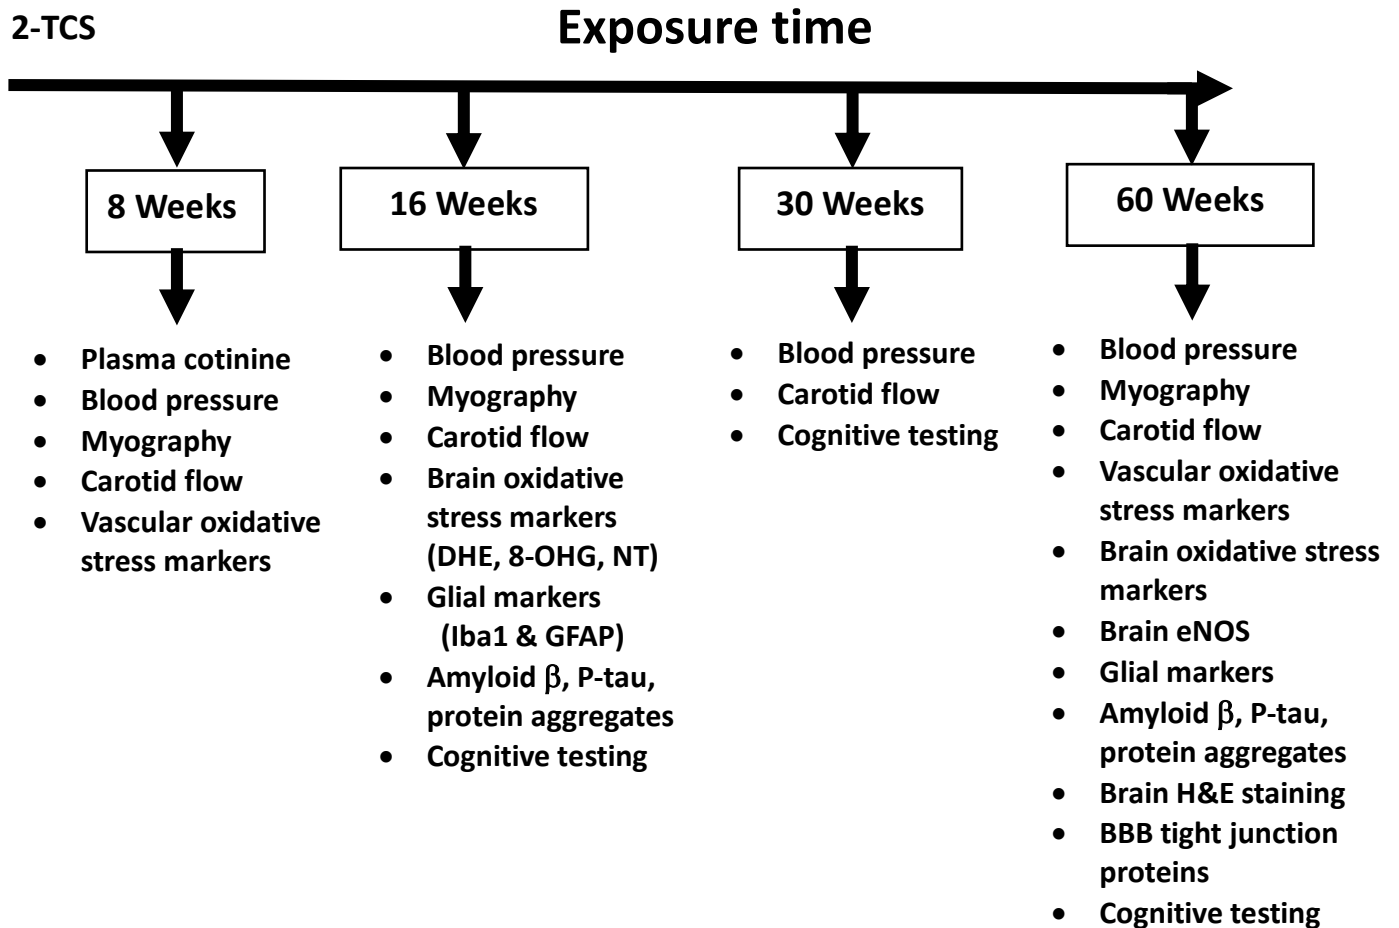 2-TCS
Exposure time
8 Weeks
16 Weeks
30 Weeks
60 Weeks
• Plasma cotinine
• Blood pressure
• Myography
• Carotid flow
• Vascular oxidative
stress markers
• Blood pressure
• Myography
• Carotid flow
• Brain oxidative
stress markers
(DHE, 8-OHG, NT)
• Glial markers
(Iba1 & GFAP)
• Amyloid β, P-tau,
protein aggregates
• Cognitive testing
• Blood pressure
• Carotid flow
• Cognitive testing
• Blood pressure
• Myography
• Carotid flow
• Vascular oxidative
stress markers
• Brain oxidative stress
markers
• Brain eNOS
• Glial markers
• Amyloid β, P-tau,
protein aggregates
• Brain H&E staining
• BBB tight junction
proteins
• Cognitive testing